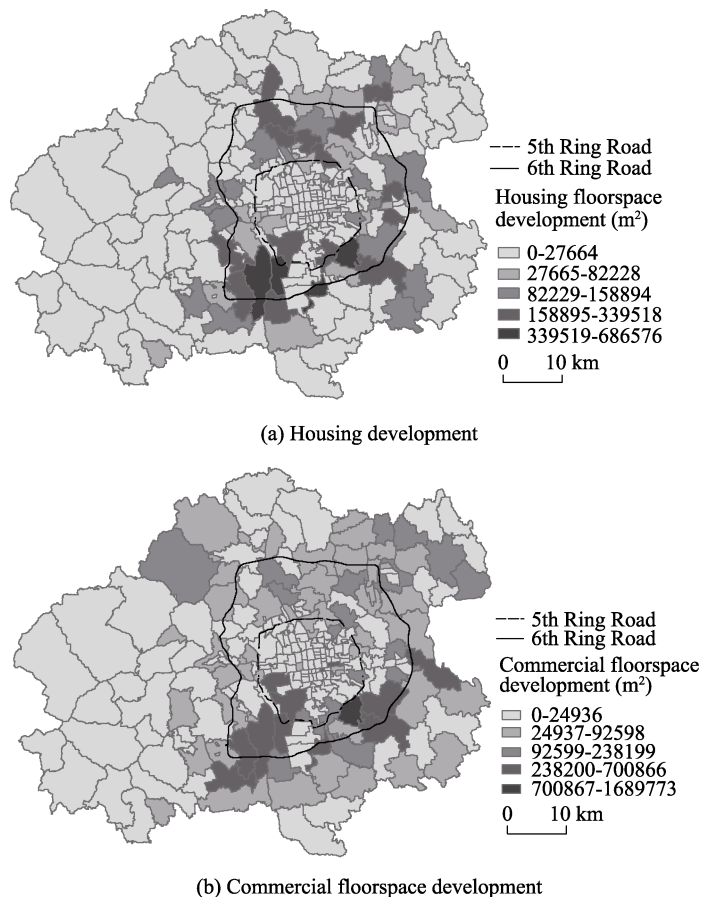 5th Ring Road
6th Ring Road
Housing floorspace
development (m²)
0-27664
27665-82228
82229-158894
158895-339518
339519-686576
0 10 km
(a) Housing development
5th Ring Road
6th Ring Road
Commercial floorspace
development (m²)
0-24936
24937-92598
92599-238199
238200-700866
700867-1689773
0 10 km
(b) Commercial floorspace development